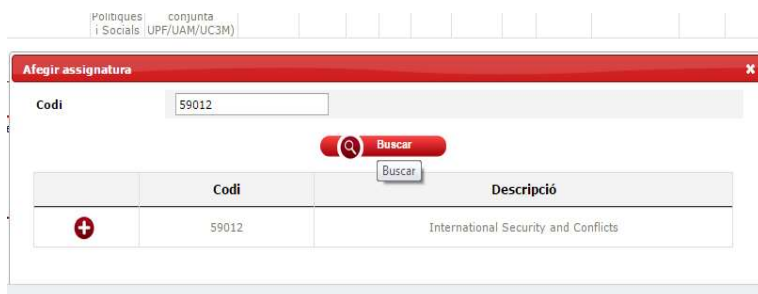 Polítiques conjunta
i Socials UPF/UAM/UC3M)
Afegir assignatura
Codi 59012
Buscar
Buscar
Codi Descripció
59012 International Security and Conflicts